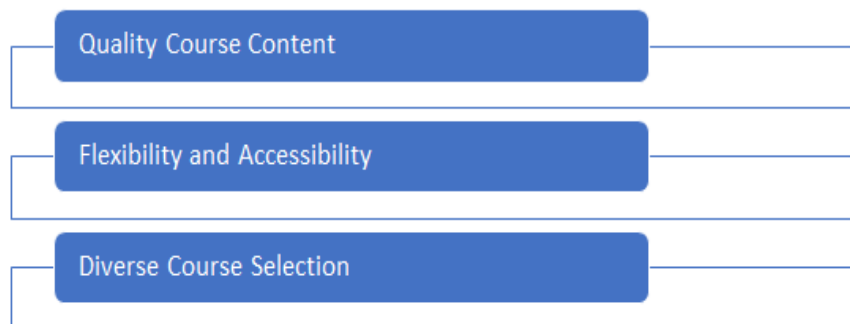 Quality Course Content
Flexibility and Accessibility
Diverse Course Selection